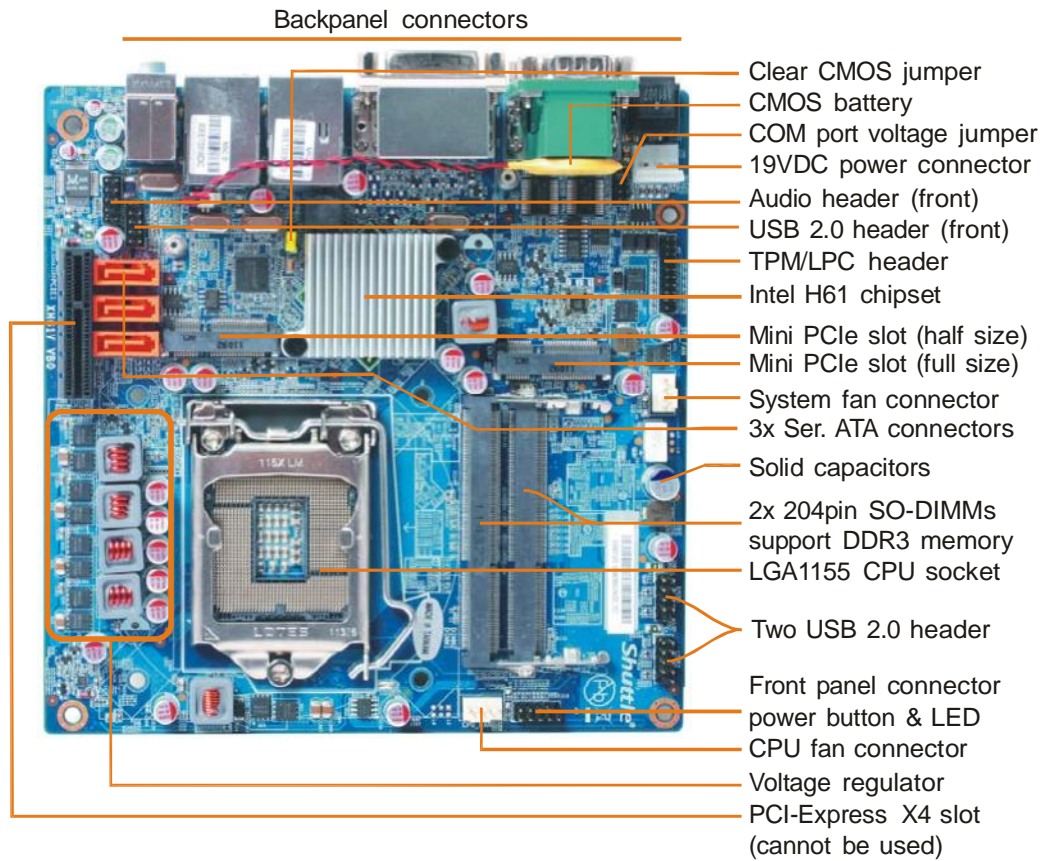 Backpanel connectors
Clear CMOS jumper
CMOS battery
COM port voltage jumper
19VDC power connector
Audio header (front)
USB 2.0 header (front)
TPM/LPC header
Intel H61 chipset
Mini PCIe slot (half size)
Mini PCIe slot (full size)
System fan connector
3x Ser. ATA connectors
Solid capacitors
2x 204pin SO-DIMMs
support DDR3 memory
LGA1155 CPU socket
Two USB 2.0 header
Front panel connector
power button & LED
CPU fan connector
Voltage regulator
PCI-Express X4 slot
(cannot be used)
115X LM
LOTES
Shuttle